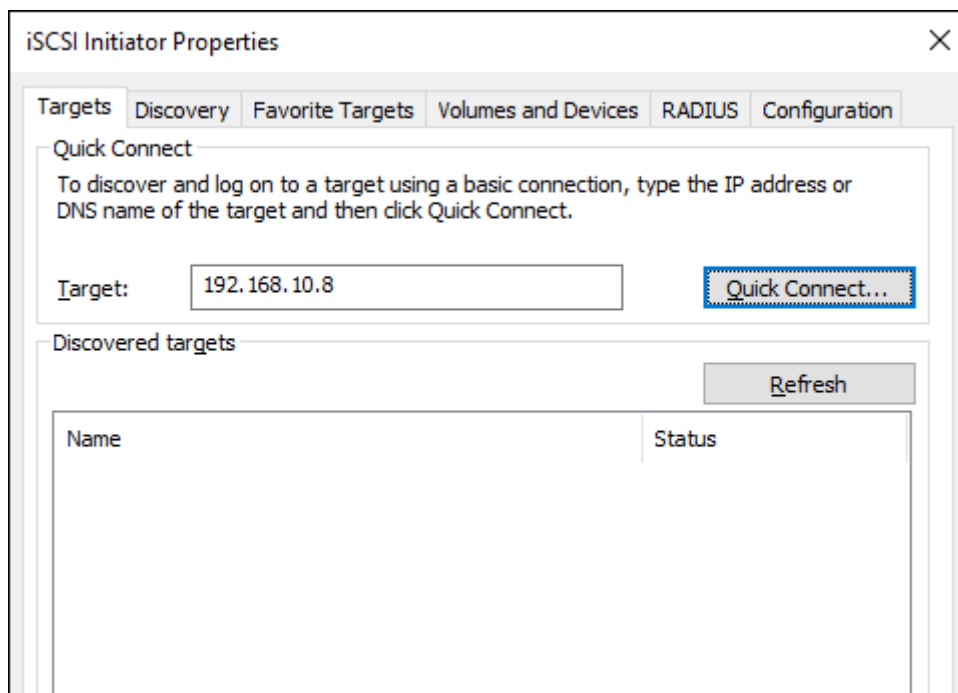 iSCSI Initiator Properties
Targets Discovery Favorite Targets Volumes and Devices RADIUS Configuration
Quick Connect
To discover and log on to a target using a basic connection, type the IP address or
DNS name of the target and then click Quick Connect.
Target: 192.168.10.8 Quick Connect...
Discovered targets
Refresh
Name Status